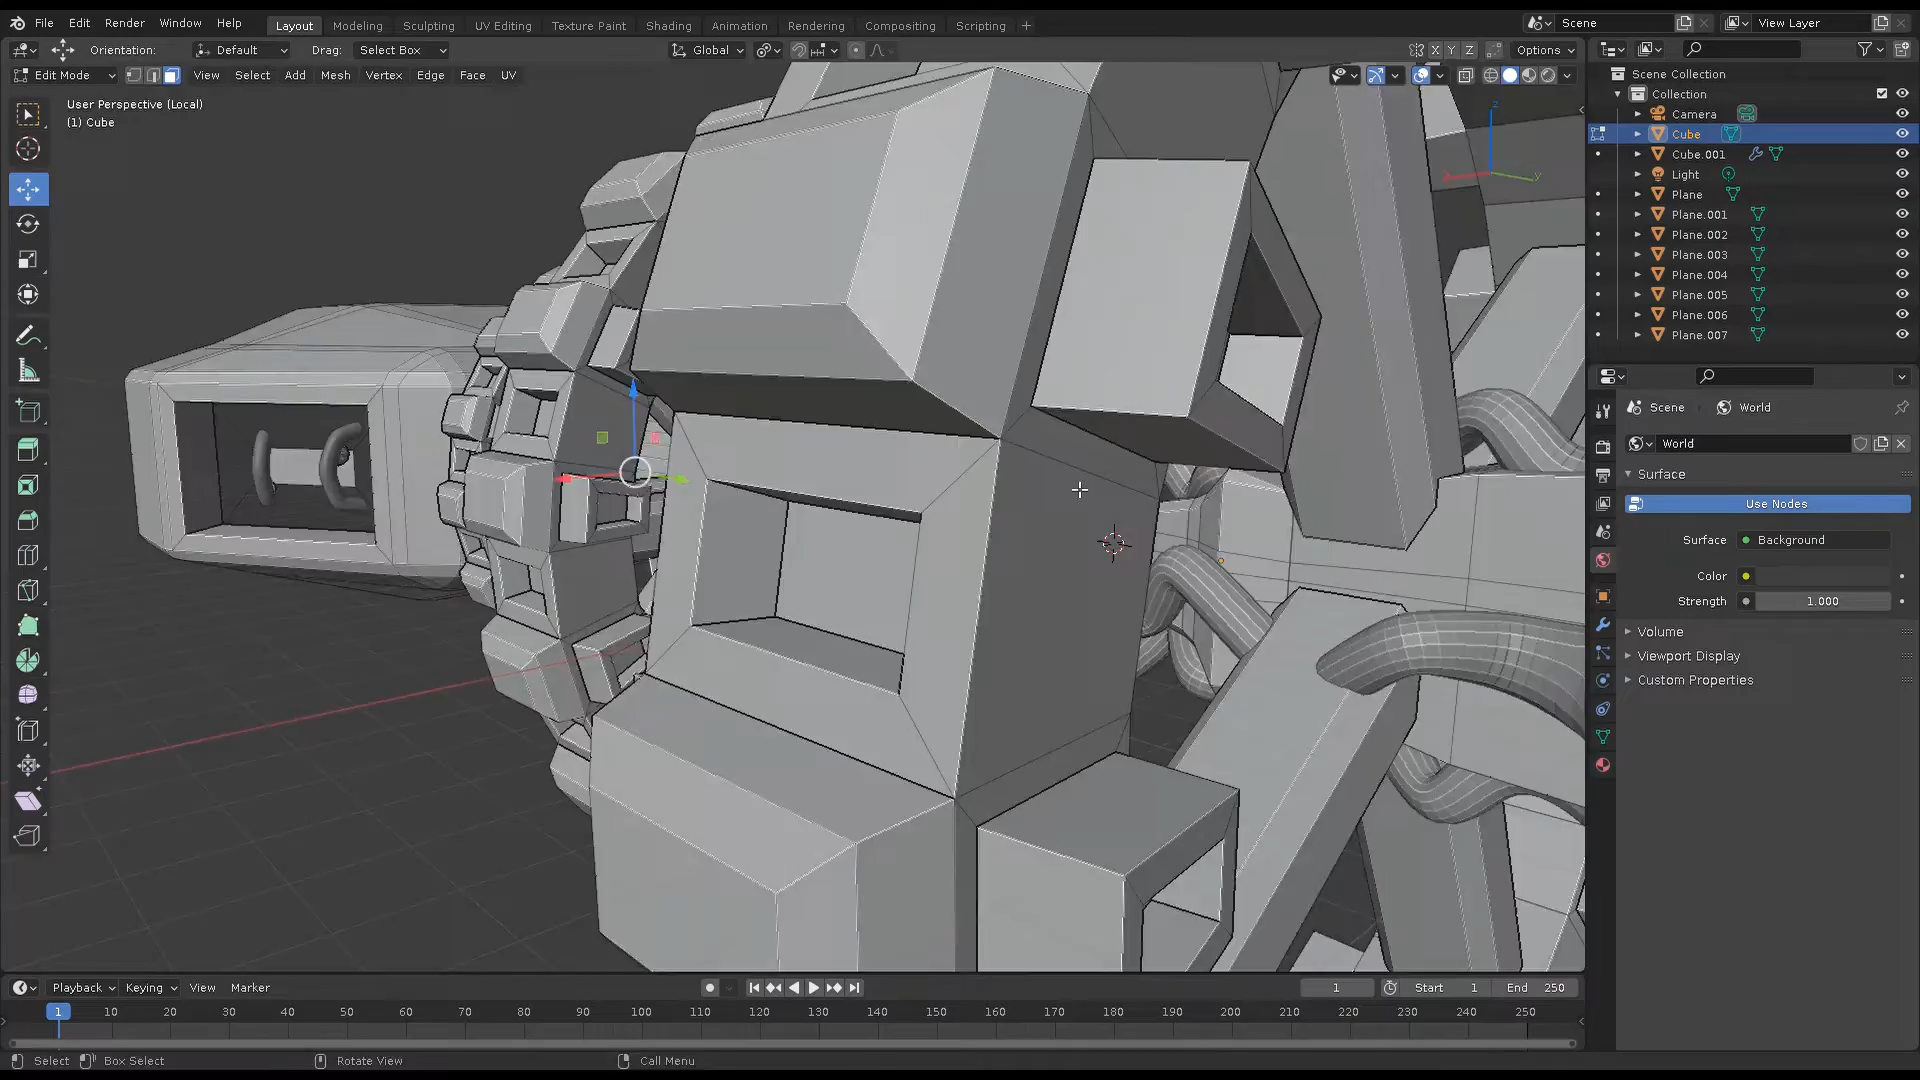 File Edit Render Window Help Layout Modeling Sculpting UV Editing Texture Paint Shading Animation Rendering Compositing Scripting + Scene View Layer
Orientation: Default Drag: Select Box Global X Y Z Options
Edit Mode View Select Add Mesh Vertex Edge Face UV
User Perspective (Local)
(1) Cube
Z
X
Y
Scene Collection
Collection
Camera
Cube
Cube.001
Light
Plane
Plane.001
Plane.002
Plane.003
Plane.004
Plane.005
Plane.006
Plane.007
Scene World
World
Surface
Use Nodes
Surface Background
Color
Strength 1.000
Volume
Viewport Display
Custom Properties
Playback Keying View Marker 1 Start 1 End 250
1 10 20 30 40 50 60 70 80 90 100 110 120 130 140 150 160 170 180 190 200 210 220 230 240 250
Select Box Select Rotate View Call Menu